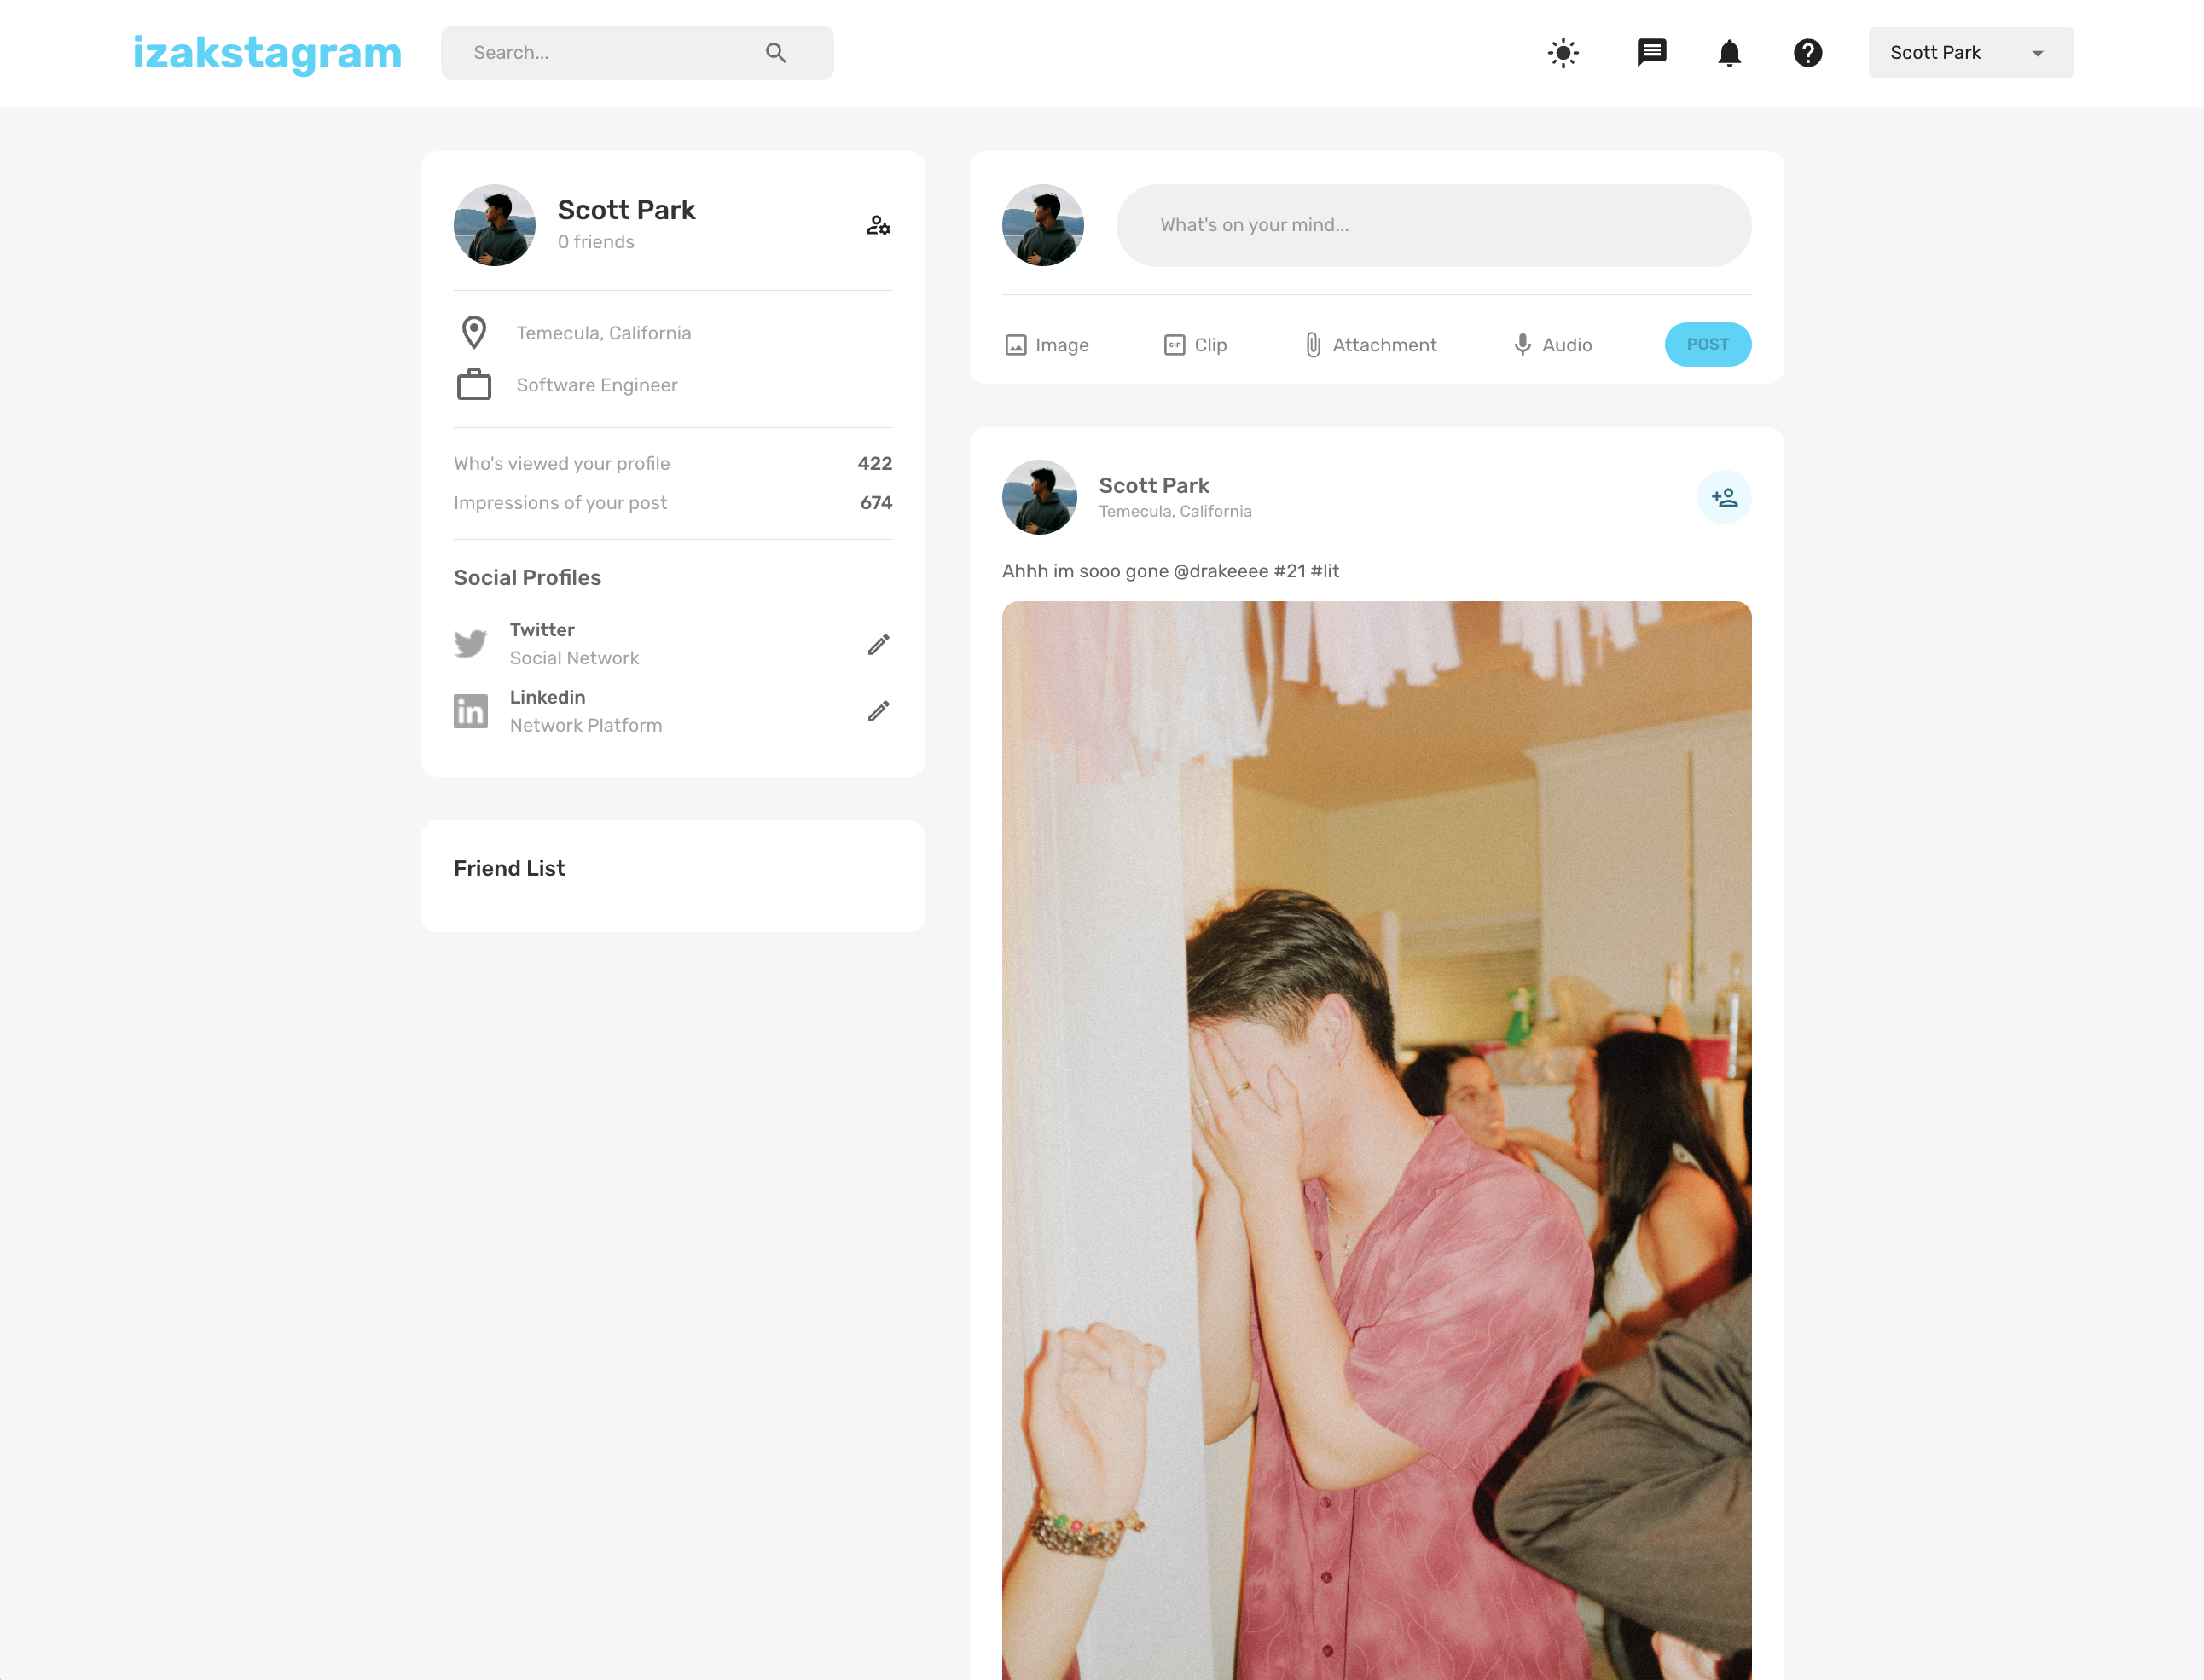 izakstagram
Search...
Scott Park
Scott Park
0 friends
Temecula, California
Software Engineer
Who's viewed your profile 422
Impressions of your post 674
Social Profiles
Twitter
Social Network
in
Linkedin
Network Platform
Friend List
What's on your mind...
Image
GIF
Clip
Attachment
Audio
POST
Scott Park
Temecula, California
Ahhh im sooo gone @drakeeee #21 #lit